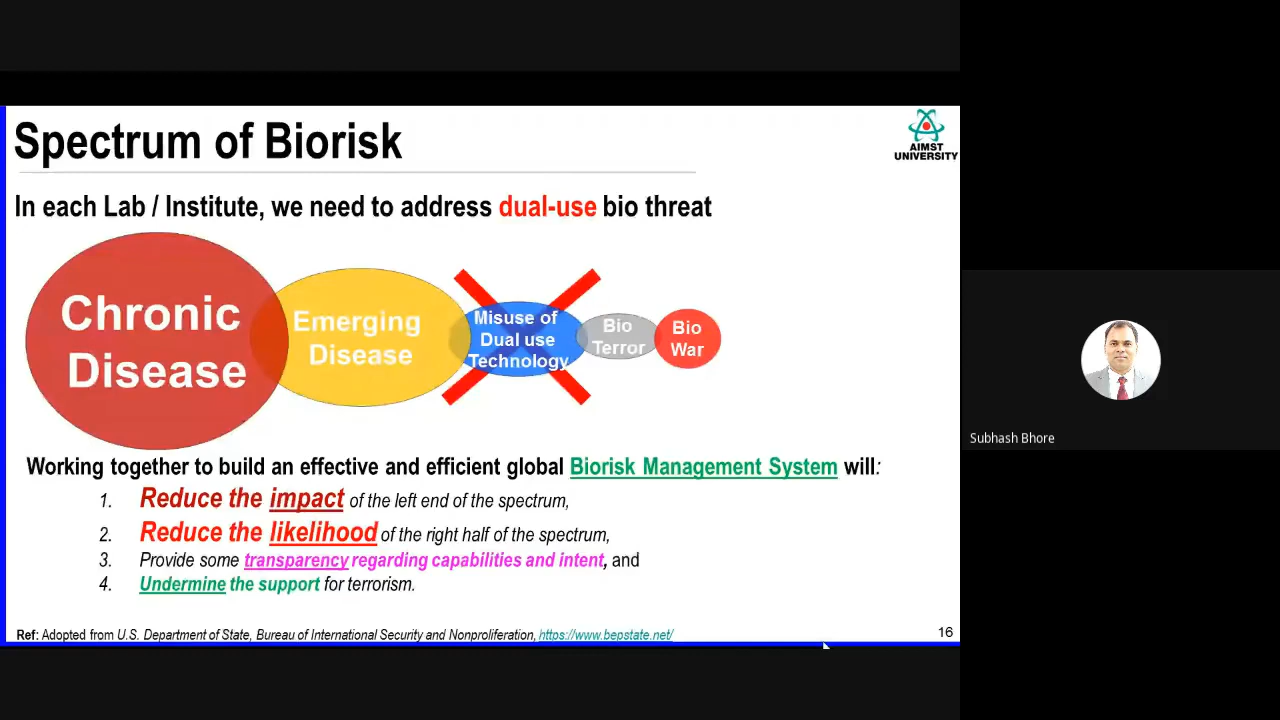 Spectrum of Biorisk
AIMST
UNIVERSITY
In each Lab / Institute, we need to address dual-use bio threat
Chronic
Disease
Emerging
Disease
Misuse of
Dual use
Technology
Bio
Terror
Bio
War
Subhash Bhore
Working together to build an effective and efficient global Biorisk Management System will:
1. Reduce the impact of the left end of the spectrum,
2. Reduce the likelihood of the right half of the spectrum,
3. Provide some transparency regarding capabilities and intent, and
4. Undermine the support for terrorism.
Ref: Adopted from U.S. Department of State, Bureau of International Security and Nonproliferation, https://www.bepstate.net/
16